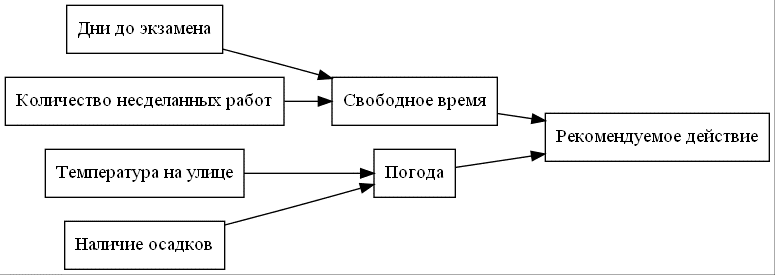 Дни до экзамена
Количество несделанных работ
Свободное время
Рекомендуемое действие
Температура на улице
Погода
Наличие осадков